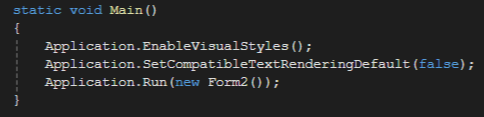 static void Main()
{
Application.EnableVisualStyles();
Application.SetCompatibleTextRenderingDefault(false);
Application.Run(new Form2());
}